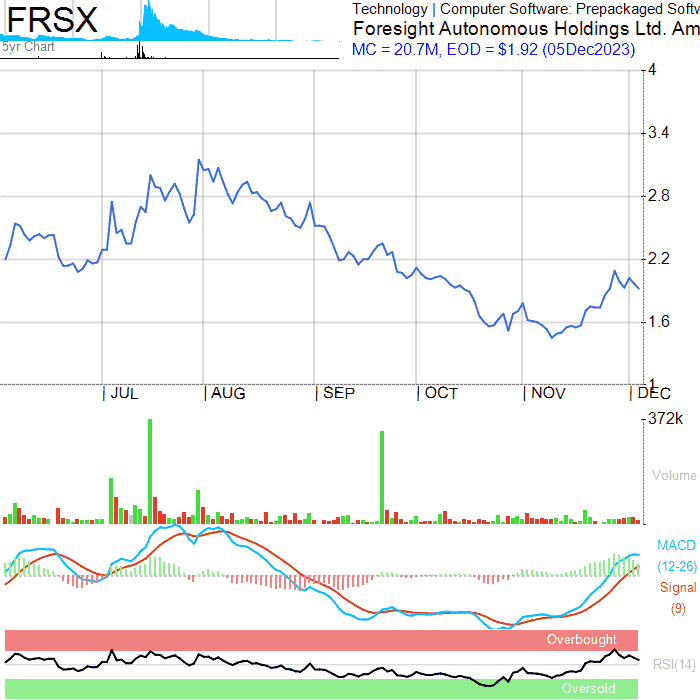 FRSX
5yr Chart
Technology | Computer Software: Prepackaged Softw
Foresight Autonomous Holdings Ltd. Am
MC = 20.7M, EOD = $1.92 (05Dec2023)
4
3.4
2.8
2.2
1.6
1
| JUL | AUG | SEP | OCT | NOV | DEC
372k
Volume
MACD
(12-26)
Signal
(9)
Overbought
RSI(14)
Oversold